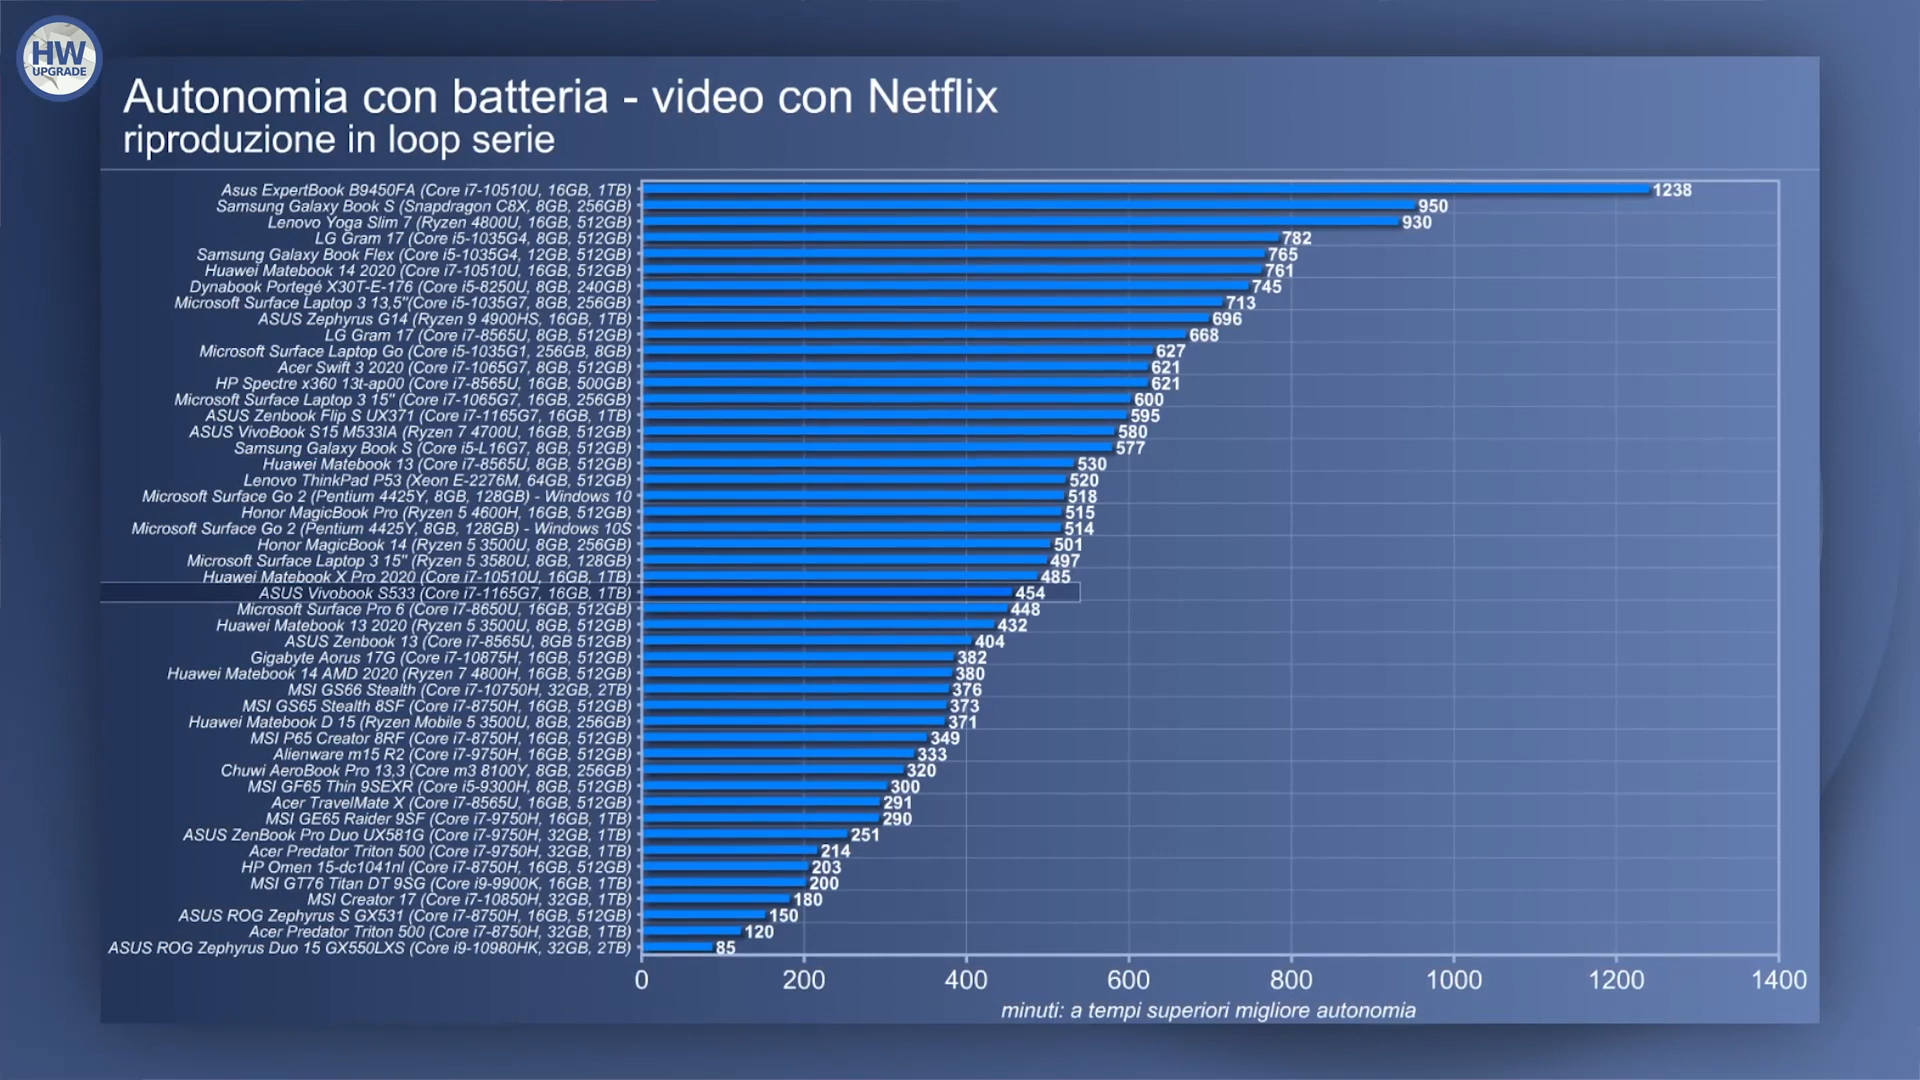 HW
UPGRADE
Autonomia con batteria - video con Netflix
riproduzione in loop serie
Asus ExpertBook B9450FA (Core i7-10510U, 16GB, 1TB) 1238
Samsung Galaxy Book S (Snapdragon C8X, 8GB, 256GB) 950
Lenovo Yoga Slim 7 (Ryzen 4800U, 16GB, 512GB) 930
LG Gram 17 (Core i5-1035G4, 8GB, 512GB) 782
Samsung Galaxy Book Flex (Core i5-1035G4, 12GB, 512GB) 765
Huawei Matebook 14 2020 (Core i7-10510U, 16GB, 512GB) 761
Dynabook Portegé X30T-E-176 (Core i5-8250U, 8GB, 240GB) 745
Microsoft Surface Laptop 3 13,5"(Core i5-1035G7, 8GB, 256GB) 713
ASUS Zephyrus G14 (Ryzen 9 4900HS, 16GB, 1TB) 696
LG Gram 17 (Core i7-8565U, 8GB, 512GB) 668
Microsoft Surface Laptop Go (Core i5-1035G1, 256GB, 8GB) 627
Acer Swift 3 2020 (Core i7-1065G7, 8GB, 512GB) 621
HP Spectre x360 13t-ap00 (Core i7-8565U, 16GB, 500GB) 621
Microsoft Surface Laptop 3 15" (Core i7-1065G7, 16GB, 256GB) 600
ASUS Zenbook Flip S UX371 (Core i7-1165G7, 16GB, 1TB) 595
ASUS VivoBook S15 M533IA (Ryzen 7 4700U, 16GB, 512GB) 580
Samsung Galaxy Book S (Core i5-L16G7, 8GB, 512GB) 577
Huawei Matebook 13 (Core i7-8565U, 8GB, 512GB) 530
Lenovo ThinkPad P53 (Xeon E-2276M, 64GB, 512GB) 520
Microsoft Surface Go 2 (Pentium 4425Y, 8GB, 128GB) - Windows 10 518
Honor MagicBook Pro (Ryzen 5 4600H, 16GB, 512GB) 515
Microsoft Surface Go 2 (Pentium 4425Y, 8GB, 128GB) - Windows 10S 514
Honor MagicBook 14 (Ryzen 5 3500U, 8GB, 256GB) 501
Microsoft Surface Laptop 3 15" (Ryzen 5 3580U, 8GB, 128GB) 497
Huawei Matebook X Pro 2020 (Core i7-10510U, 16GB, 1TB) 485
ASUS Vivobook S533 (Core i7-1165G7, 16GB, 1TB) 454
Microsoft Surface Pro 6 (Core i7-8650U, 16GB, 512GB) 448
Huawei Matebook 13 2020 (Ryzen 5 3500U, 8GB, 512GB) 432
ASUS Zenbook 13 (Core i7-8565U, 8GB 512GB) 404
Gigabyte Aorus 17G (Core i7-10875H, 16GB, 512GB) 382
Huawei Matebook 14 AMD 2020 (Ryzen 7 4800H, 16GB, 512GB) 380
MSI GS66 Stealth (Core i7-10750H, 32GB, 2TB) 376
MSI GS65 Stealth 8SF (Core i7-8750H, 16GB, 512GB) 373
Huawei Matebook D 15 (Ryzen Mobile 5 3500U, 8GB, 256GB) 371
MSI P65 Creator 8RF (Core i7-8750H, 16GB, 512GB) 349
Alienware m15 R2 (Core i7-9750H, 16GB, 512GB) 333
Chuwi AeroBook Pro 13,3 (Core m3 8100Y, 8GB, 256GB) 320
MSI GF65 Thin 9SEXR (Core i5-9300H, 8GB, 512GB) 300
Acer TravelMate X (Core i7-8565U, 16GB, 512GB) 291
MSI GE65 Raider 9SF (Core i7-9750H, 16GB, 1TB) 290
ASUS ZenBook Pro Duo UX581G (Core i7-9750H, 32GB, 1TB) 251
Acer Predator Triton 500 (Core i7-9750H, 32GB, 1TB) 214
HP Omen 15-dc1041nl (Core i7-8750H, 16GB, 512GB) 203
MSI GT76 Titan DT 9SG (Core i9-9900K, 16GB, 1TB) 200
MSI Creator 17 (Core i7-10850H, 32GB, 1TB) 180
ASUS ROG Zephyrus S GX531 (Core i7-8750H, 16GB, 512GB) 150
Acer Predator Triton 500 (Core i7-8750H, 32GB, 1TB) 120
ASUS ROG Zephyrus Duo 15 GX550LXS (Core i9-10980HK, 32GB, 2TB) 85
0 200 400 600 800 1000 1200 1400
minuti: a tempi superiori migliore autonomia